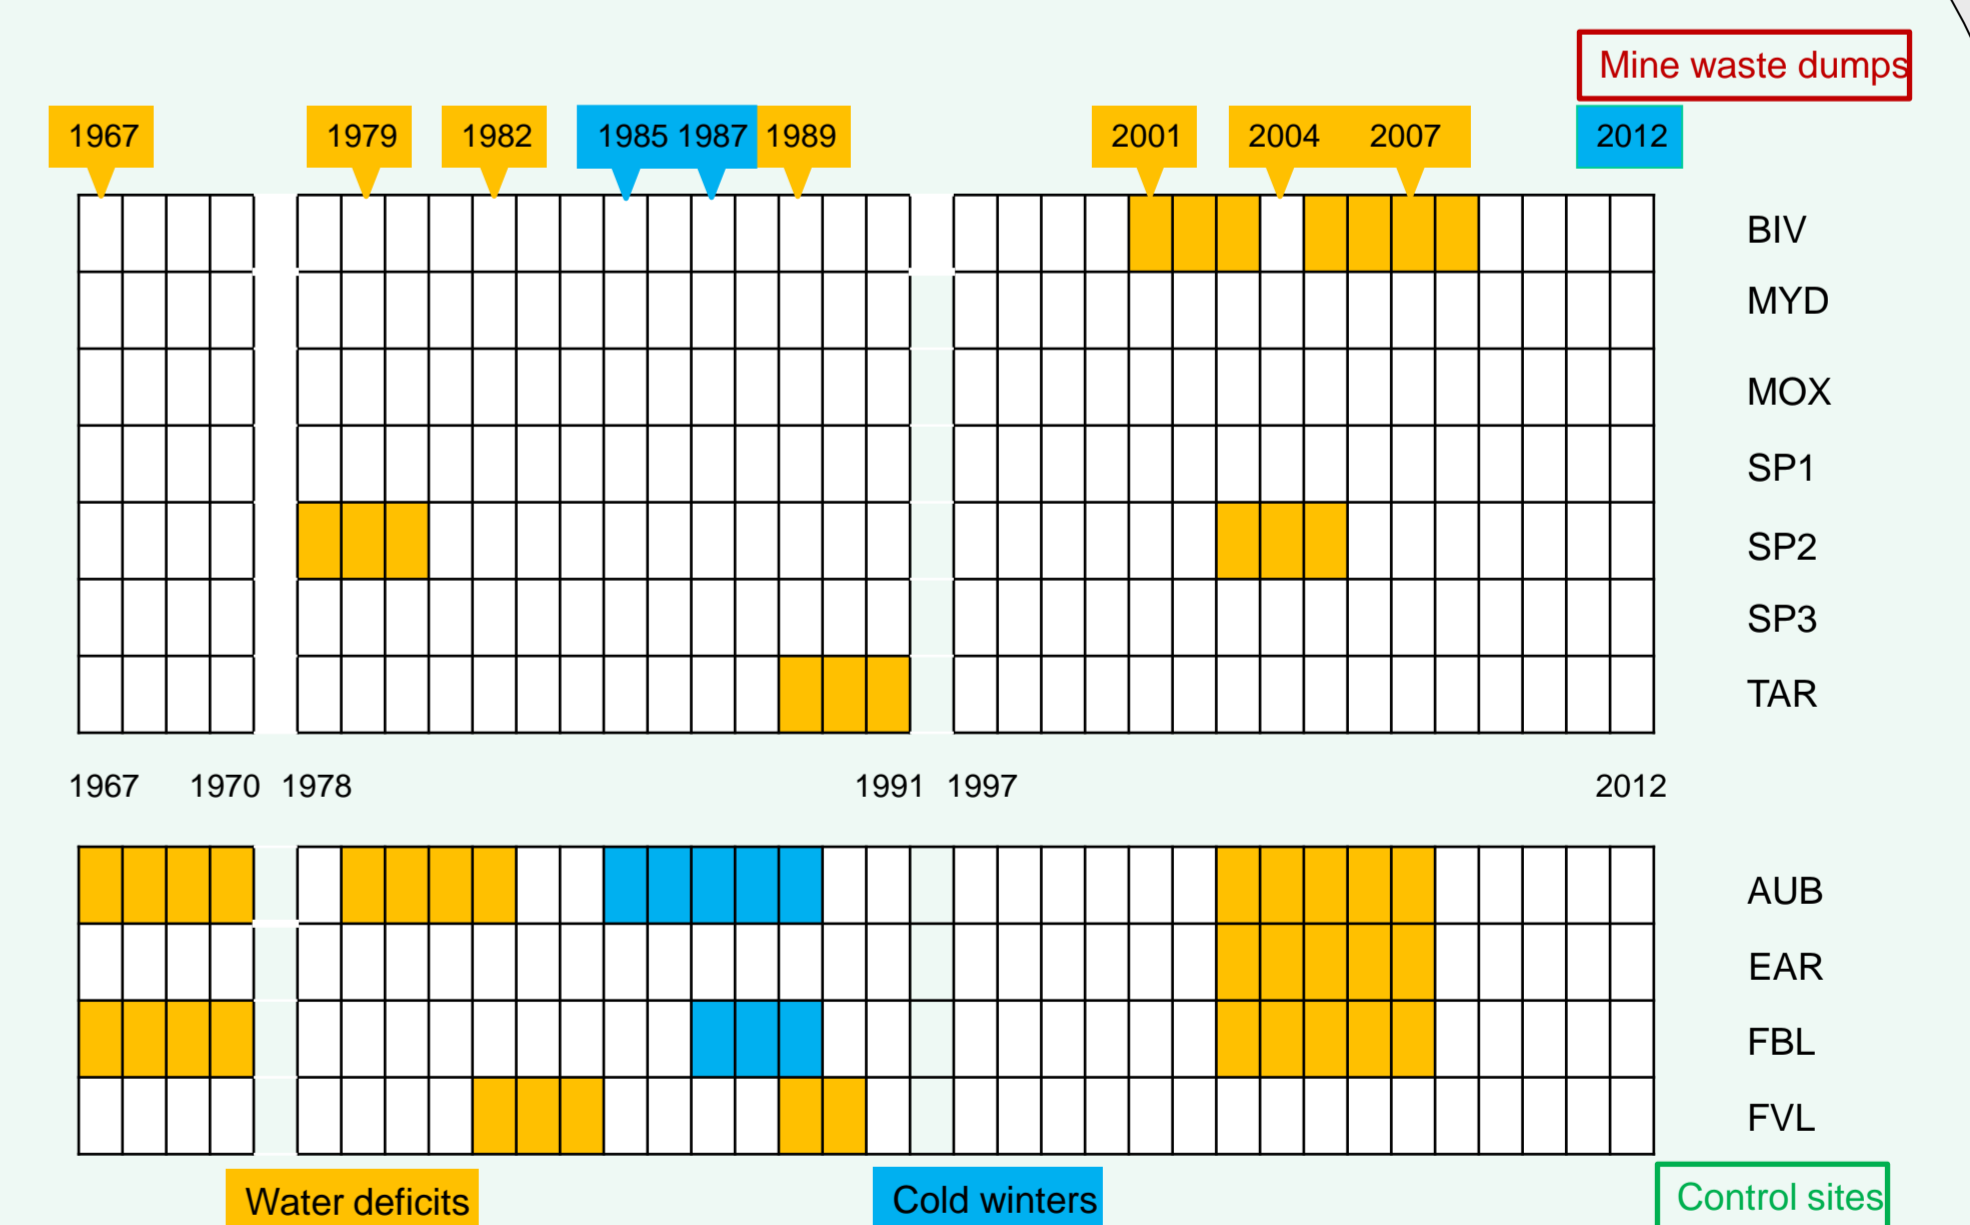 Mine waste dumps
1967 1979 1982 1985 1987 1989 2001 2004 2007 2012
BIV
MYD
MOX
SP1
SP2
SP3
TAR
1967 1970 1978 1991 1997 2012
AUB
EAR
FBL
FVL
Water deficits Cold winters Control sites